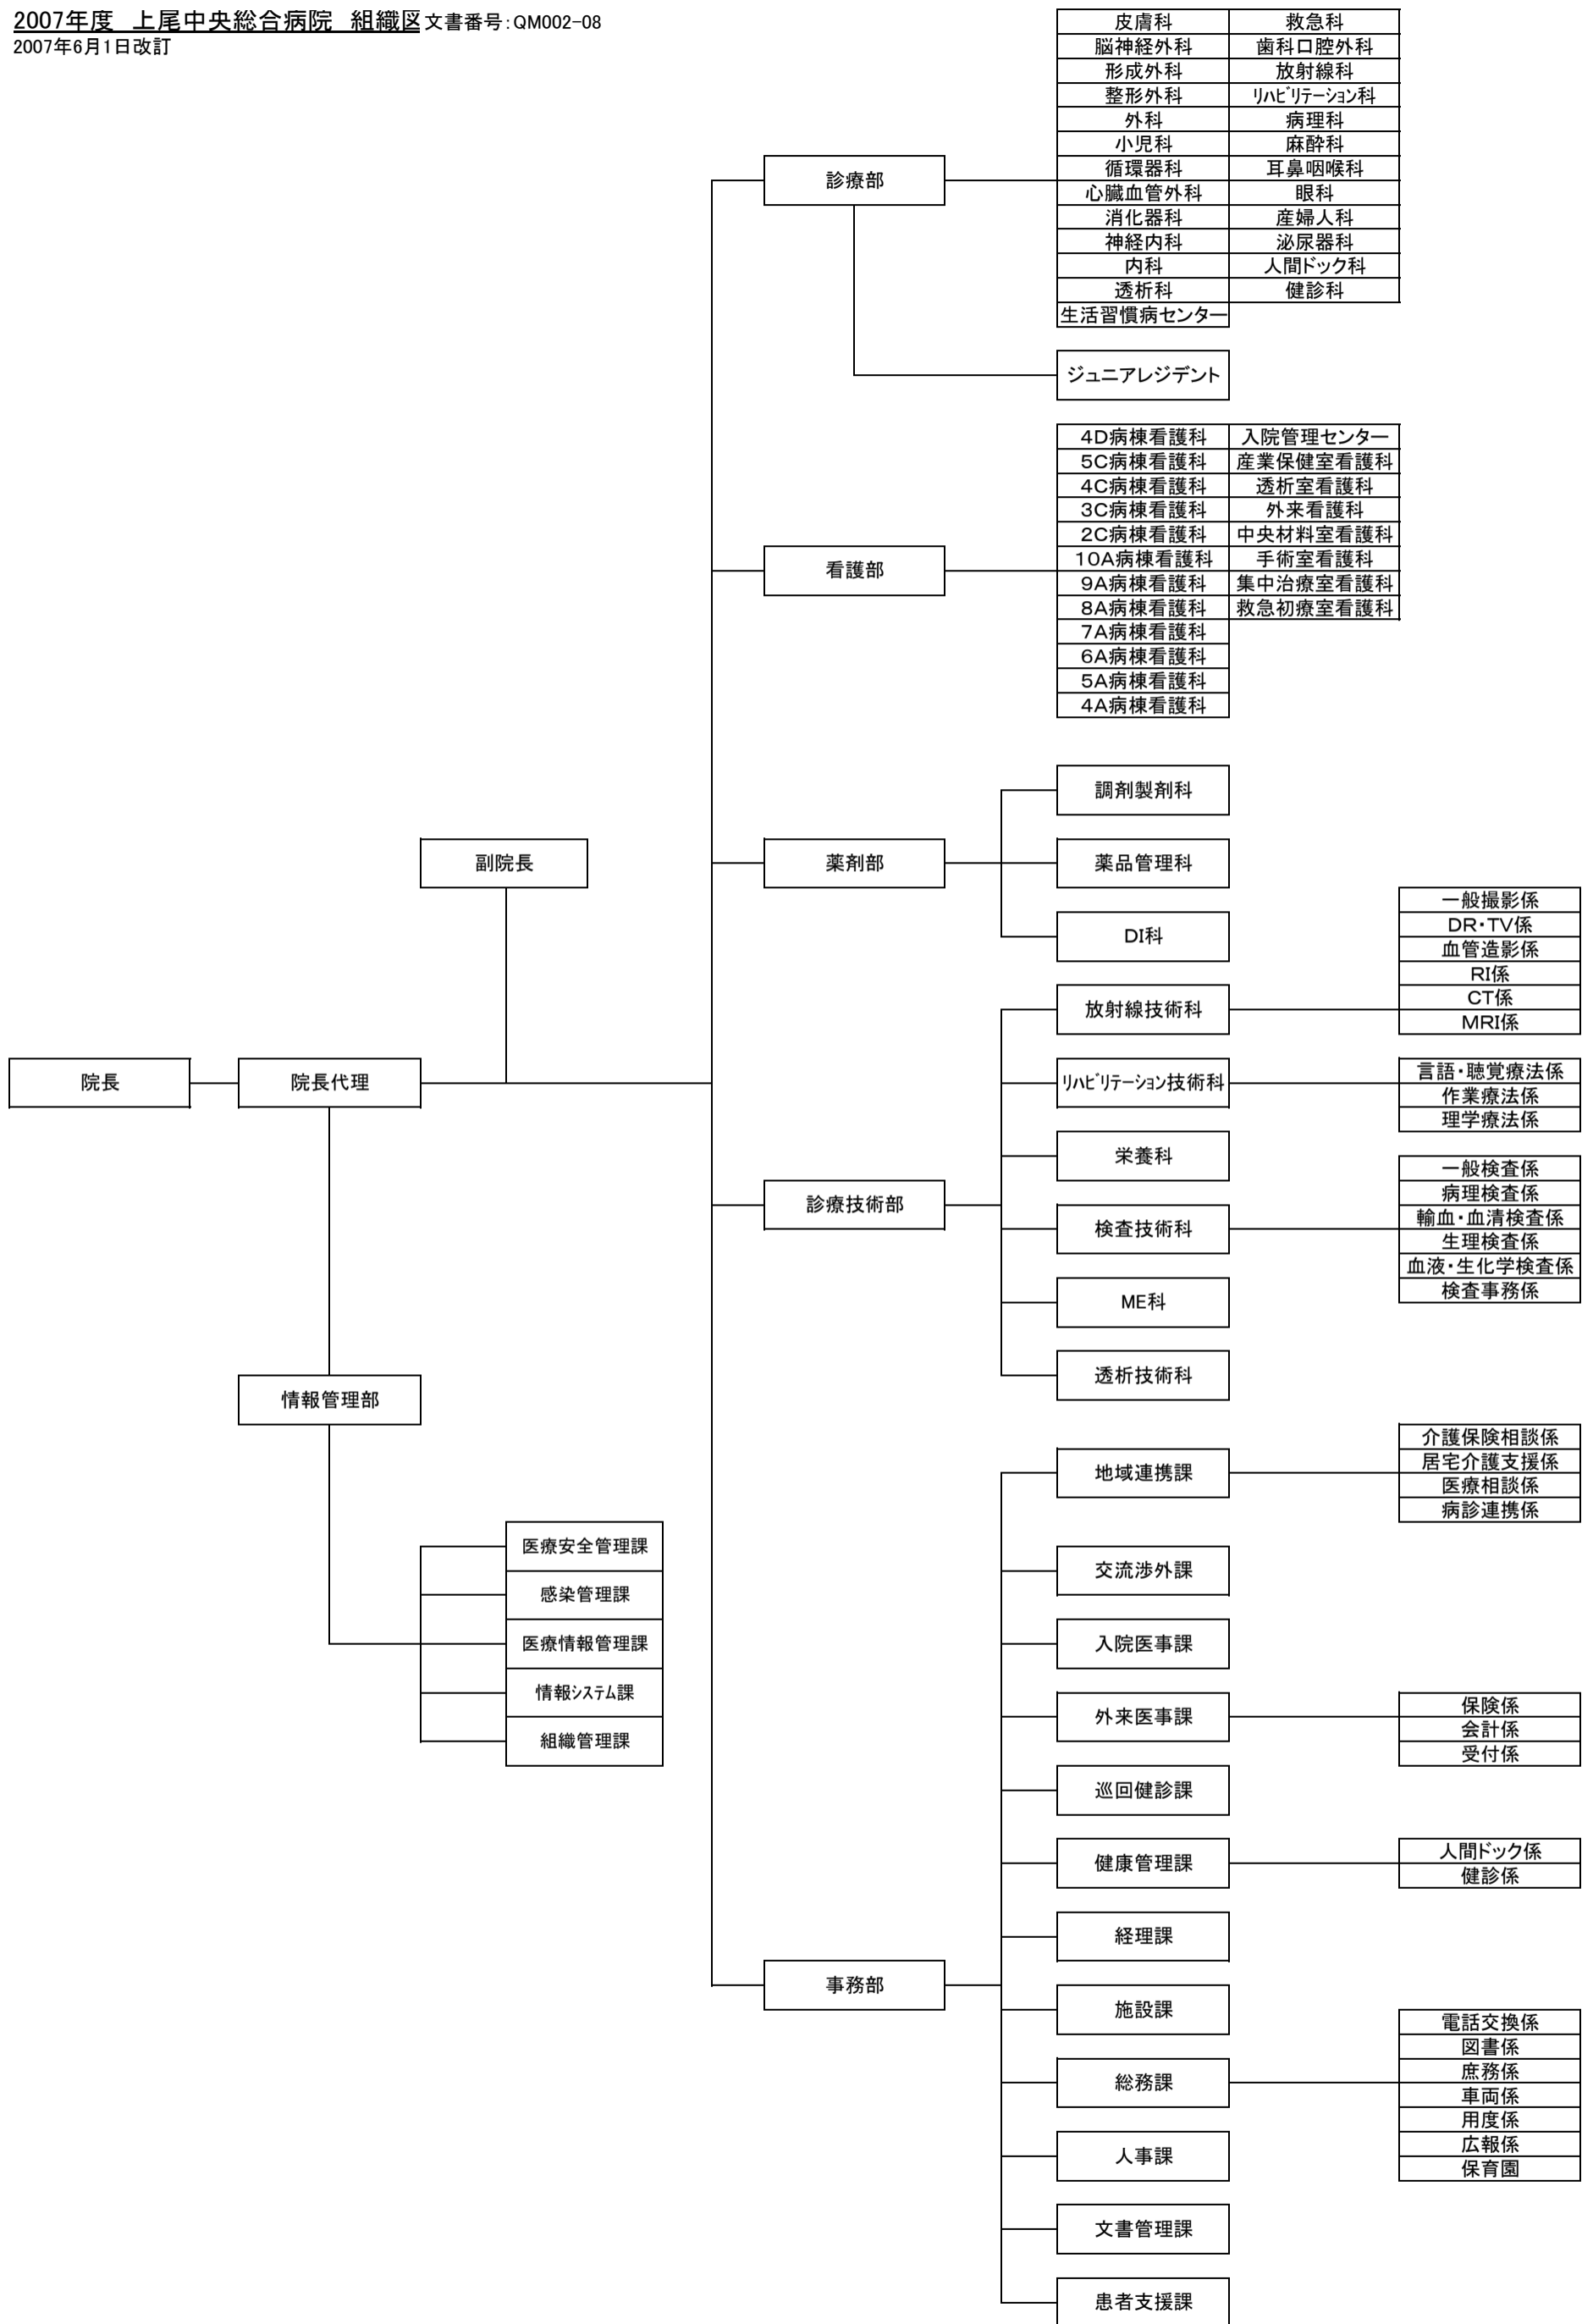 2007年度 上尾中央総合病院 組織図 文書番号:QM002-08
2007年6月1日改訂
皮膚科 救急科
脳神経外科 歯科口腔外科
形成外科 放射線科
整形外科 リハビリテーション科
外科 病理科
小児科 麻酔科
循環器科 耳鼻咽喉科
心臓血管外科 眼科
消化器科 産婦人科
神経内科 泌尿器科
内科 人間ドック科
透析科 健診科
生活習慣病センター
診療部
ジュニアレジデント
4D病棟看護科 入院管理センター
5C病棟看護科 産業保健室看護科
4C病棟看護科 透析室看護科
3C病棟看護科 外来看護科
2C病棟看護科 中央材料室看護科
10A病棟看護科 手術室看護科
9A病棟看護科 集中治療室看護科
8A病棟看護科 救急初療室看護科
7A病棟看護科
6A病棟看護科
5A病棟看護科
4A病棟看護科
看護部
調剤製剤科
副院長
薬剤部
薬品管理科
DI科
一般撮影係
DR・TV係
血管造影係
RI係
CT係
MRI係
放射線技術科
院長
院長代理
リハビリテーション技術科
言語・聴覚療法係
作業療法係
理学療法係
栄養科
診療技術部
検査技術科
一般検査係
病理検査係
輸血・血清検査係
生理検査係
血液・生化学検査係
検査事務係
ME科
透析技術科
情報管理部
地域連携課
介護保険相談係
居宅介護支援係
医療相談係
病診連携係
医療安全管理課
感染管理課
医療情報管理課
情報システム課
組織管理課
交流渉外課
入院医事課
外来医事課
保険係
会計係
受付係
巡回健診課
健康管理課
人間ドック係
健診係
経理課
事務部
施設課
総務課
電話交換係
図書係
庶務係
車両係
用度係
広報係
保育園
人事課
文書管理課
患者支援課